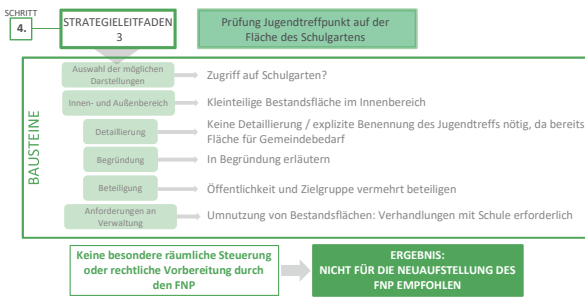 SCHRITT
4.
STRATEGIELEITFADEN
3
Prüfung Jugendtreffpunkt auf der
Fläche des Schulgartens
BAUSTEINE
Auswahl der möglichen
Darstellungen
Zugriff auf Schulgarten?
Innen- und Außenbereich
Kleinteilige Bestandsfläche im Innenbereich
Detaillierung
Keine Detaillierung / explizite Benennung des Jugendtreffs nötig, da bereits
Fläche für Gemeindebedarf
Begründung
In Begründung erläutern
Beteiligung
Öffentlichkeit und Zielgruppe vermehrt beteiligen
Anforderungen an
Verwaltung
Umnutzung von Bestandsflächen: Verhandlungen mit Schule erforderlich
Keine besondere räumliche Steuerung
oder rechtliche Vorbereitung durch
den FNP
ERGEBNIS:
NICHT FÜR DIE NEUAUFSTELLUNG DES
FNP EMPFOHLEN